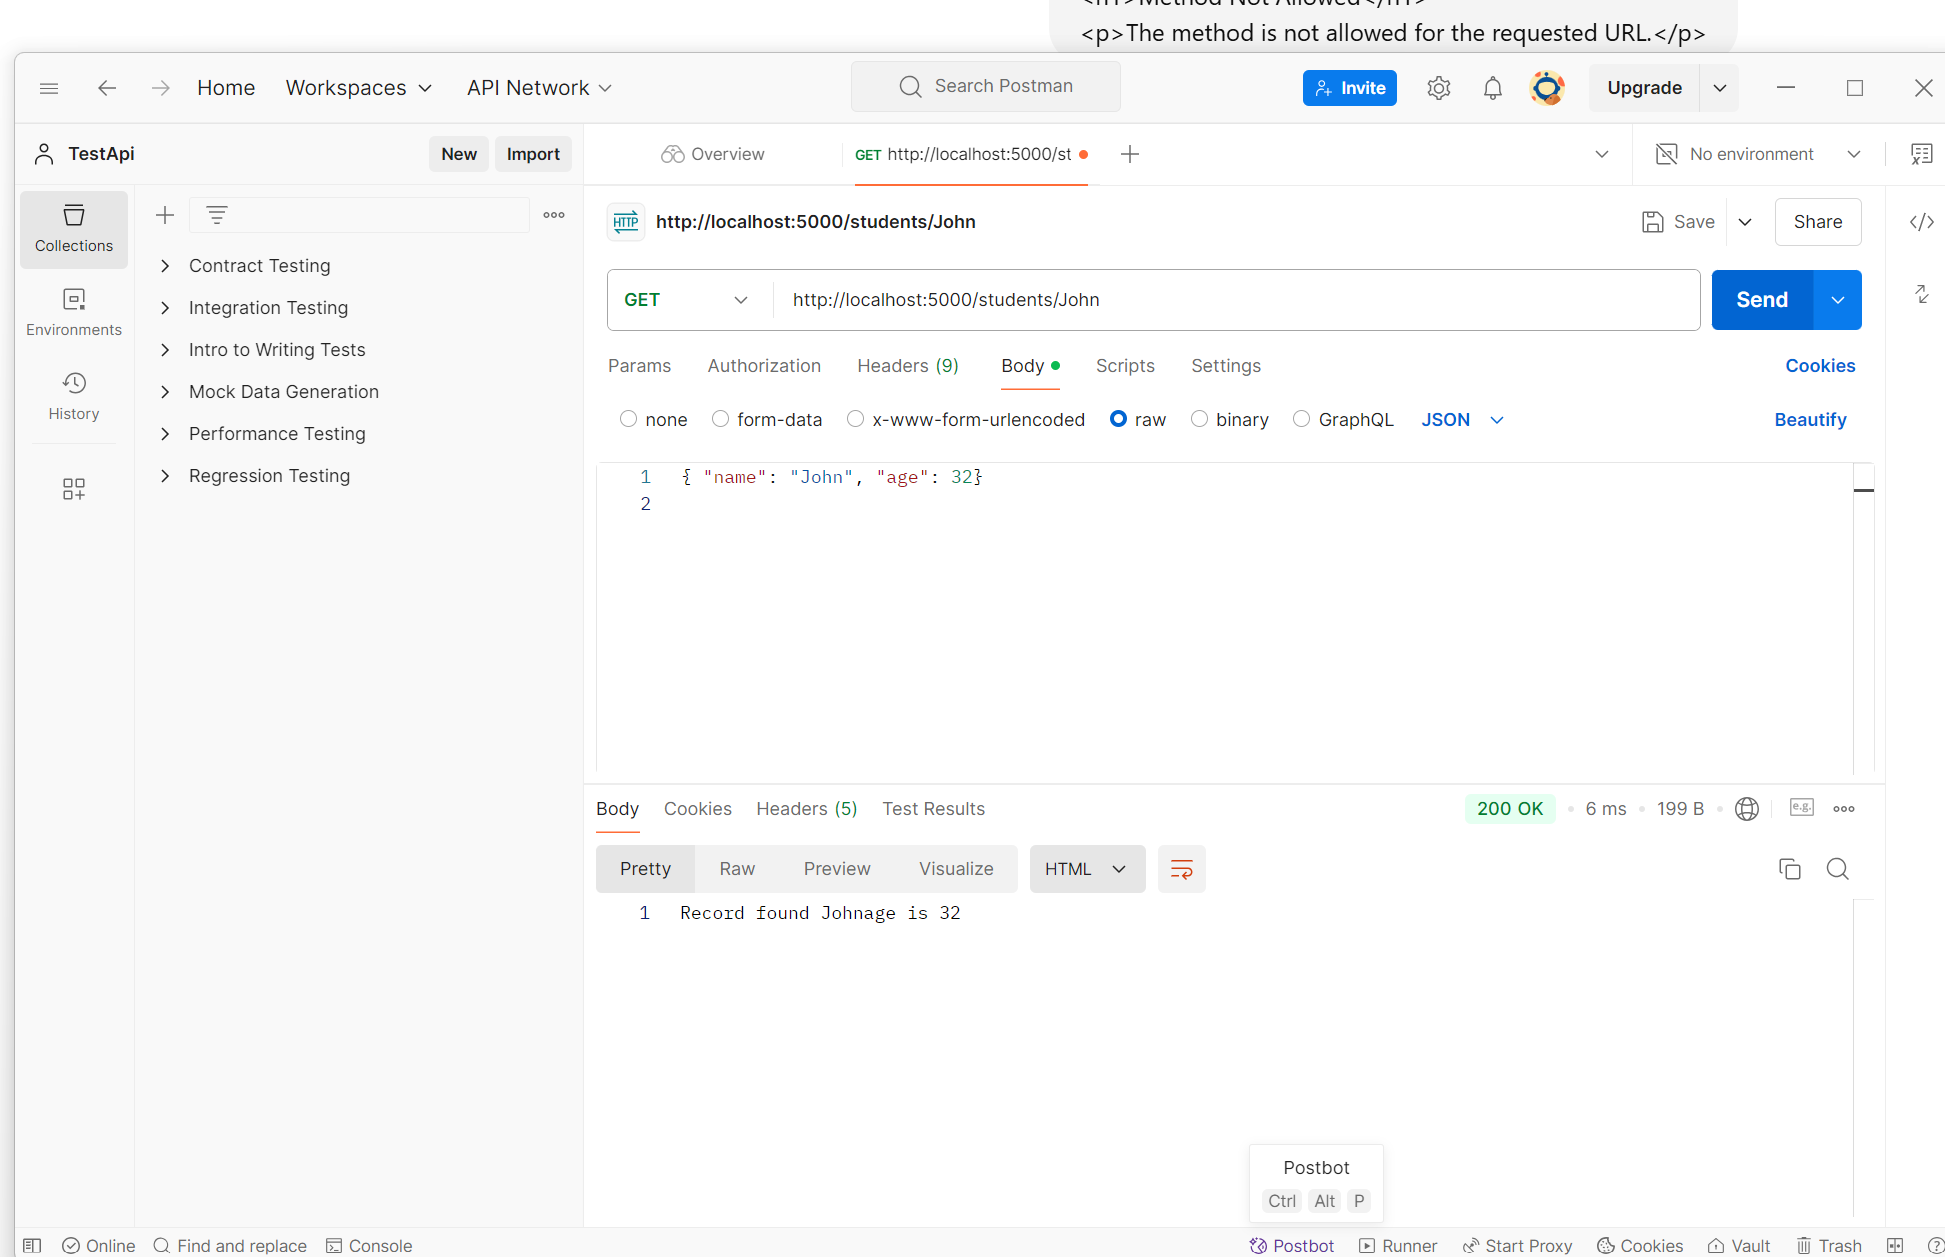 <h1>Method Not Allowed</h1>
<p>The method is not allowed for the requested URL.</p>
Home Workspaces API Network Search Postman Invite Upgrade
TestApi New Import Overview GET http://localhost:5000/st No environment
Collections
Environments
History
Contract Testing
Integration Testing
Intro to Writing Tests
Mock Data Generation
Performance Testing
Regression Testing
HTTP http://localhost:5000/students/John Save Share
GET http://localhost:5000/students/John Send
Params Authorization Headers (9) Body Scripts Settings Cookies
none form-data x-www-form-urlencoded raw binary GraphQL JSON Beautify
1 { "name": "John", "age": 32}
2
Body Cookies Headers (5) Test Results 200 OK • 6 ms • 199 B • e.g.
Pretty Raw Preview Visualize HTML
1 Record found Johnage is 32
Postbot
Ctrl Alt P
Online Find and replace Console Postbot Runner Start Proxy Cookies Vault Trash